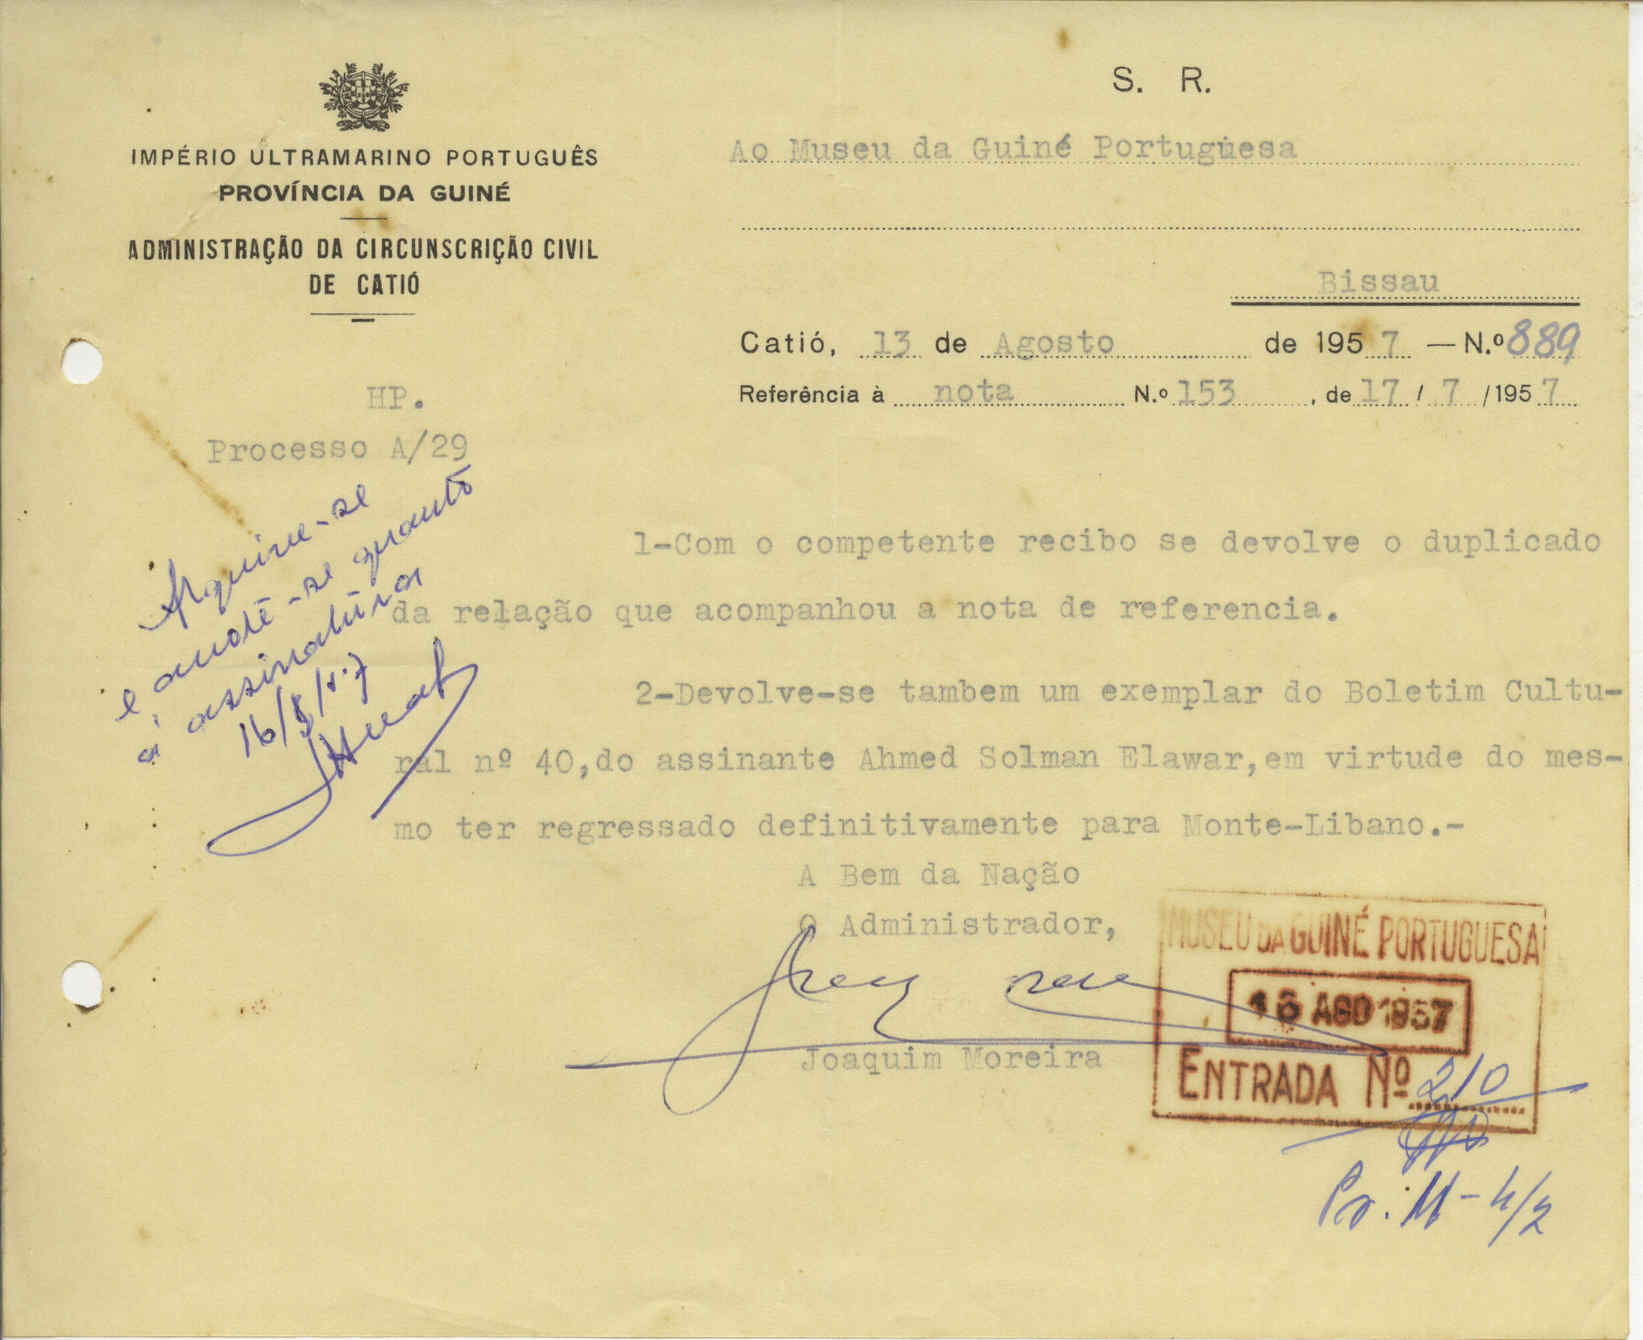 IMPÉRIO ULTRAMARINO PORTUGUÊS
PROVÍNCIA DA GUINÉ
ADMINISTRAÇÃO DA CIRCUNSCRIÇÃO CIVIL
DE CATIÓ
S. R.
Ao Museu da Guiné Portuguesa
Bissau
Catió, 13 de Agosto de 1957 — N.º 889
Referência à nota N.º 153, de 17/7/1957
HP.
Processo A/29
Arquive-se
e anote-se quanto
à assinatura
16/8/57
1-Com o competente recibo se devolve o duplicado
da relação que acompanhou a nota de referencia.
2-Devolve-se tambem um exemplar do Boletim Cultu-
ral nº 40,do assinante Ahmed Solman Elawar,em virtude do mes-
mo ter regressado definitivamente para Monte-Libano.-
A Bem da Nação
O Administrador,
Joaquim Moreira
MUSEU DA GUINÉ PORTUGUESA
16 AGO 1957
ENTRADA Nº 210
Pr. M-4/2